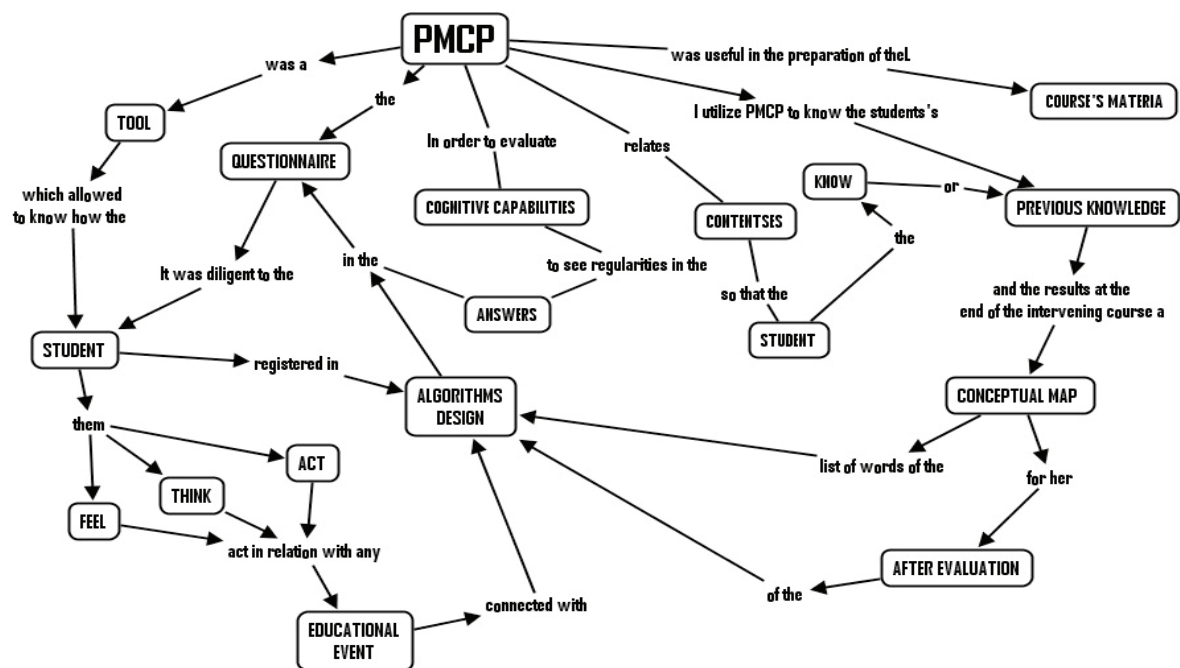 PMCP
was a
was useful in the preparation of theL
the
COURSE'S MATERIA
TOOL
I utilize PMCP to know the students's
In order to evaluate
relates
QUESTIONNAIRE
KNOW
or
which allowed
to know how the
COGNITIVE CAPABILITIES
CONTENTSES
PREVIOUS KNOWLEDGE
the
in the
to see regularities in the
It was diligent to the
so that the
and the results at the
end of the intervening course a
ANSWERS
STUDENT
STUDENT
registered in
ALGORITHMS
DESIGN
CONCEPTUAL MAP
them
ACT
list of words of the
for her
THINK
FEEL
act in relation with any
AFTER EVALUATION
of the
connected with
EDUCATIONAL
EVENT